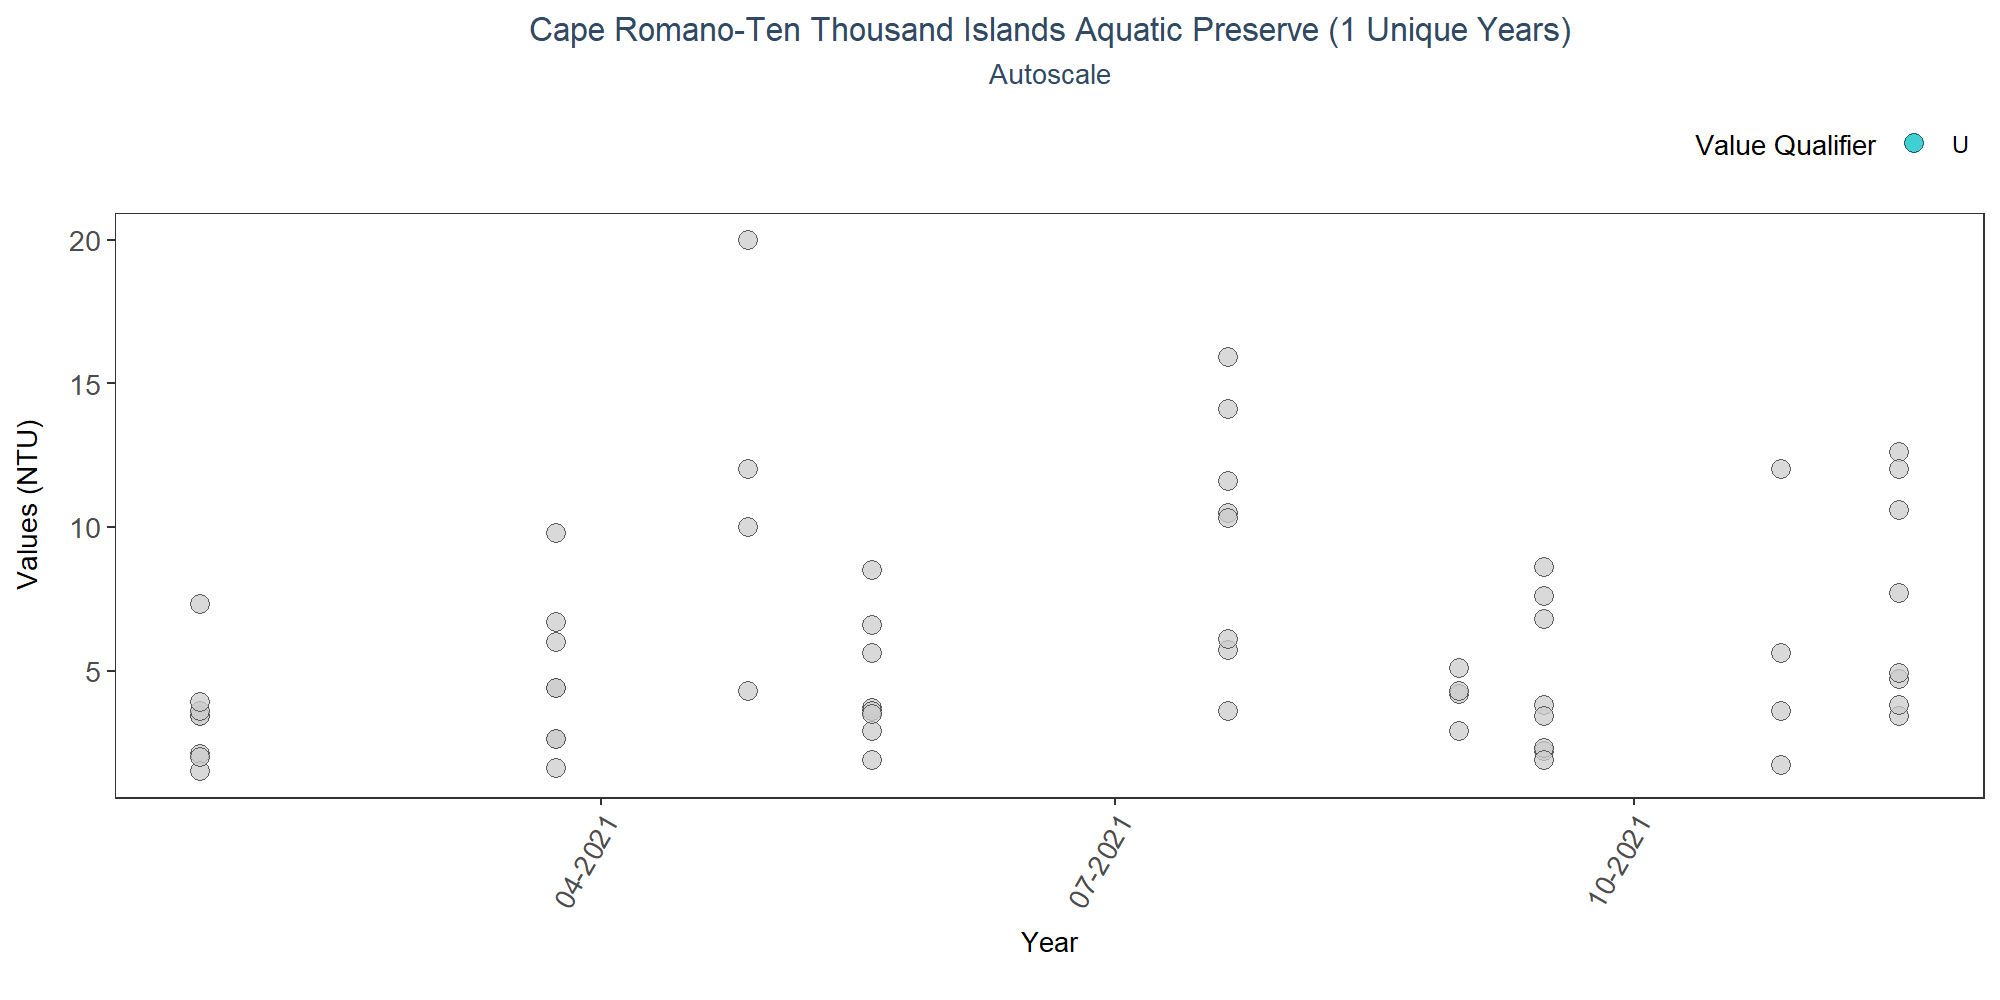 Cape Romano-Ten Thousand Islands Aquatic Preserve (1 Unique Years)
Autoscale
Value Qualifier U
20
15
10
5
Values (NTU)
04-2021
07-2021
10-2021
Year